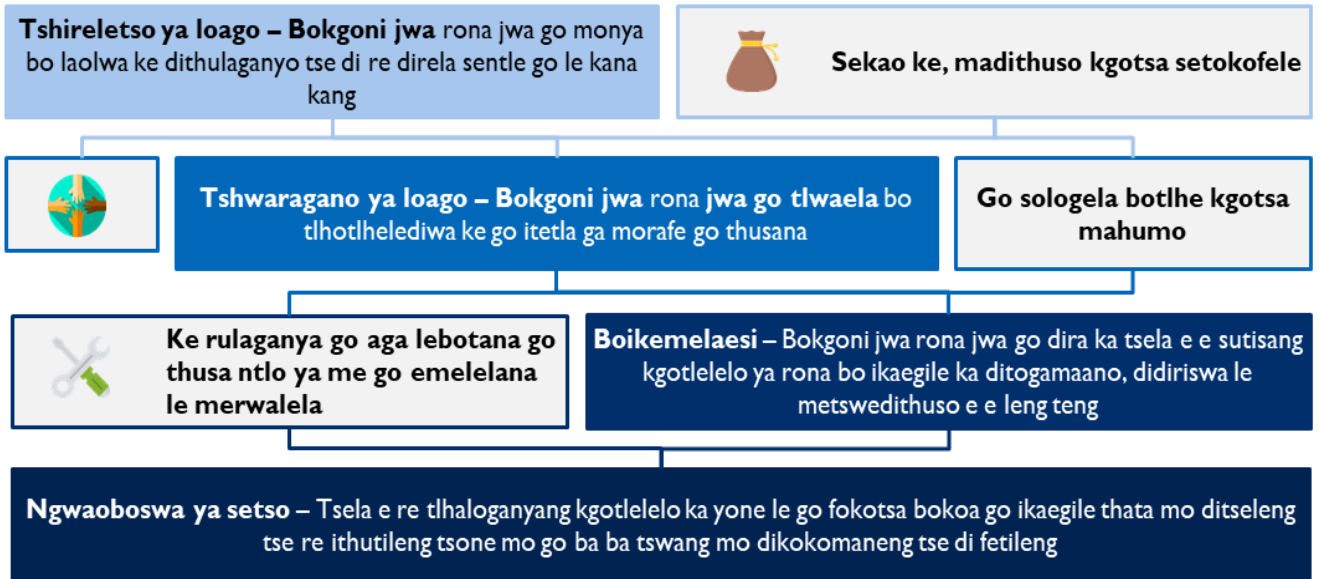 Tshireletso ya loago – Bokgoni jwa rona jwa go monya
bo laolwa ke dithulaganyo tse di re direla sentle go le kana
kang
Sekao ke, madithuso kgotsa setokofele
Tshwaragano ya loago – Bokgoni jwa rona jwa go tlwaela bo
tlhotlhelediwa ke go itetla ga morafe go thusana
Go sologela botlhe kgotsa
mahumo
Ke rulaganya go aga lebotana go
thusa ntlo ya me go emelelana
le merwalela
Boikemelaesi – Bokgoni jwa rona jwa go dira ka tsela e e sutisang
kgotlelelo ya rona bo ikaegile ka ditogamaano, didiriswa le
metswedithuso e e leng teng
Ngwaoboswa ya setso – Tsela e re tlhaloganyang kgotlelelo ka yone le go fokotsa bokoa go ikaegile thata mo ditseleng
tse re ithutileng tsone mo go ba ba tswang mo dikokomaneng tse di fetileng